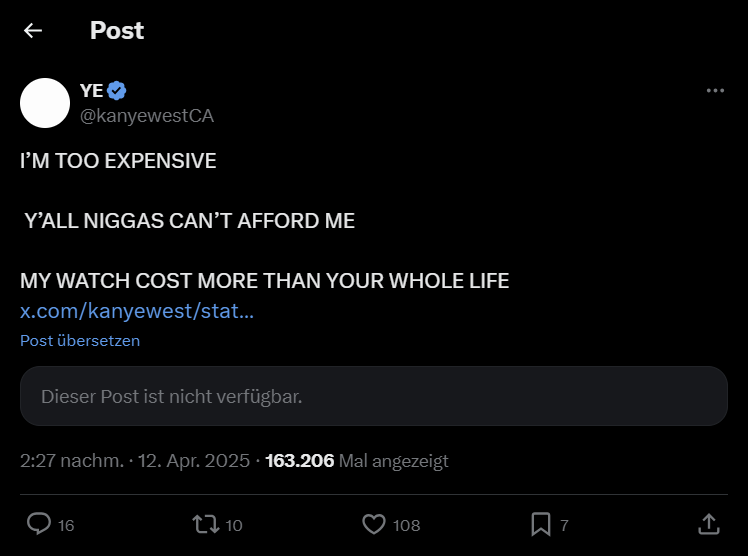 Post
YE
@kanyewestCA
I’M TOO EXPENSIVE
Y’ALL NIGGAS CAN’T AFFORD ME
MY WATCH COST MORE THAN YOUR WHOLE LIFE
x.com/kanyewest/stat...
Post übersetzen
Dieser Post ist nicht verfügbar.
2:27 nachm. · 12. Apr. 2025 · 163.206 Mal angezeigt
16 10 108 7